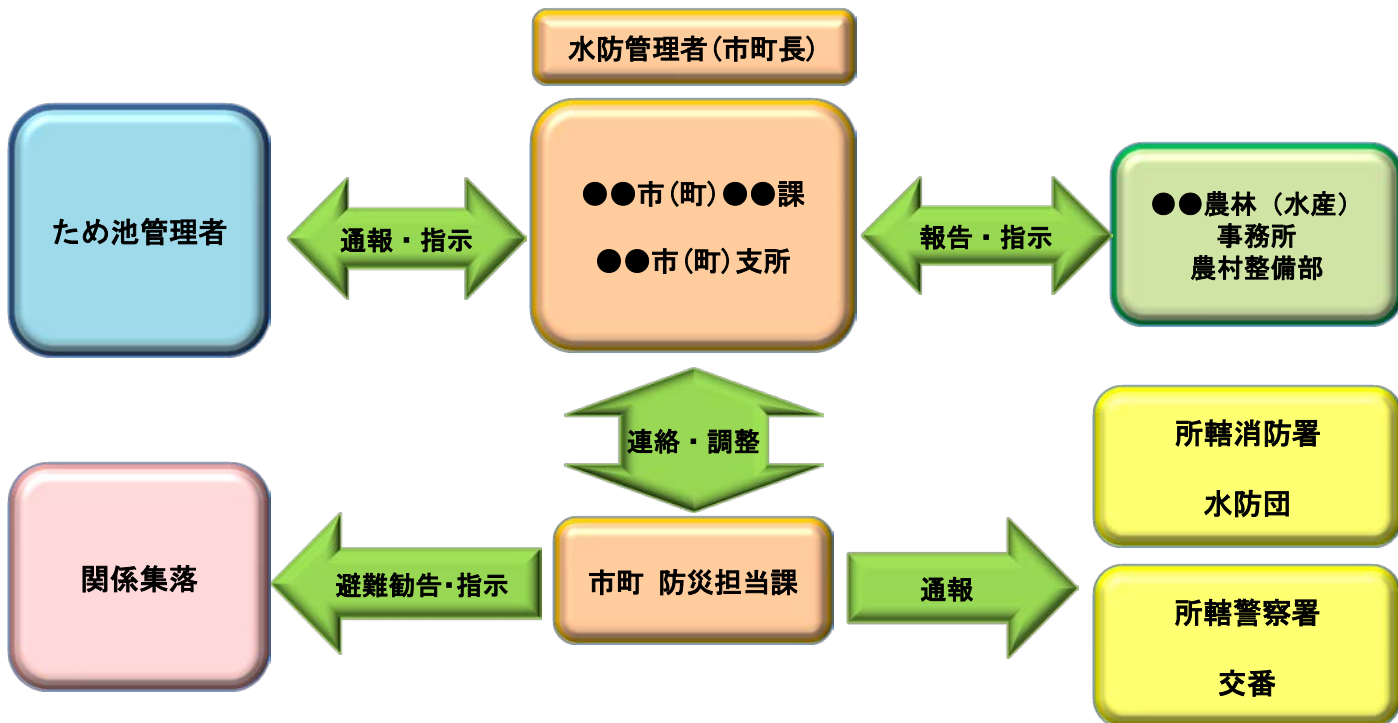 水防管理者(市町長)
ため池管理者
通報・指示
●●市(町)●●課
●●市(町)支所
報告・指示
●●農林（水産）
事務所
農村整備部
連絡・調整
所轄消防署
水防団
関係集落
避難勧告・指示
市町 防災担当課
通報
所轄警察署
交番